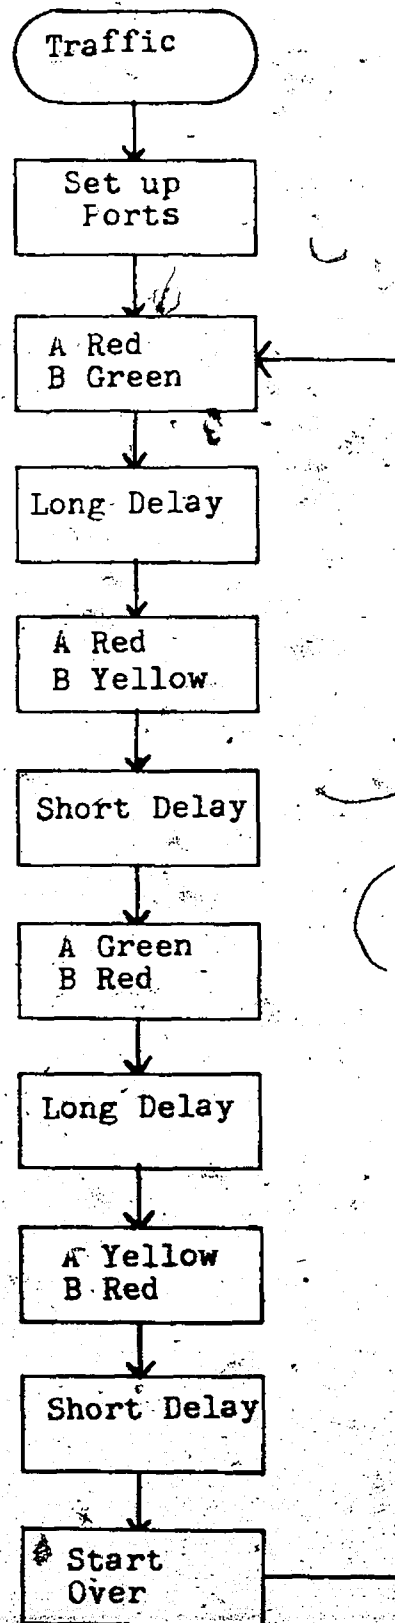 Traffic
Set up
Ports
A Red
B Green
Long Delay
A Red
B Yellow
Short Delay
A Green
B Red
Long Delay
A Yellow
B Red
Short Delay
Start
Over